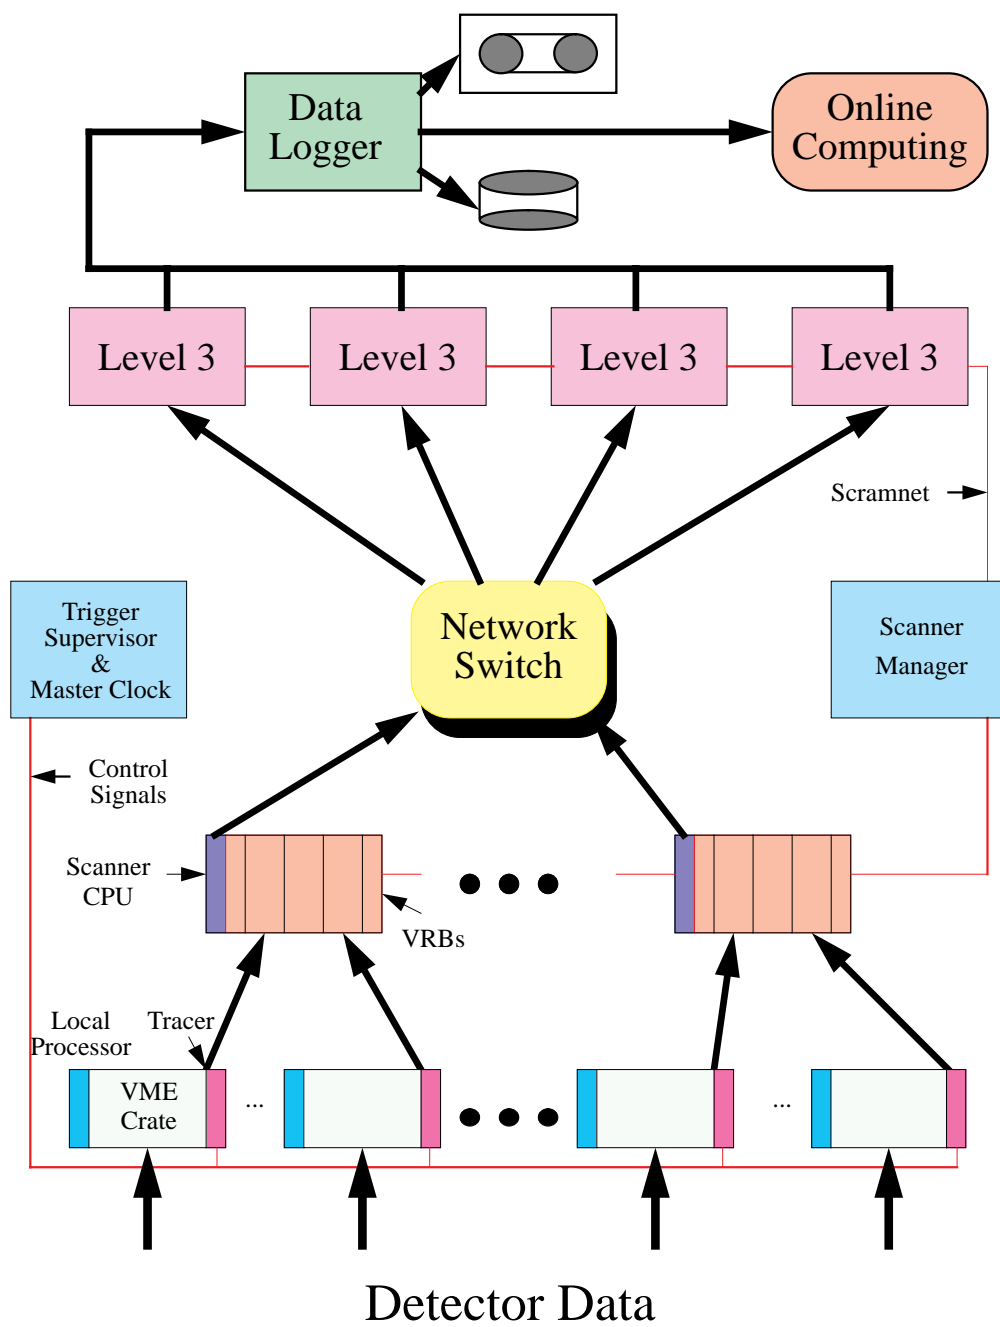 Data
Logger
Online
Computing
Level 3
Level 3
Level 3
Level 3
Scramnet
Trigger
Supervisor
&
Master Clock
Network
Switch
Scanner
Manager
Control
Signals
Scanner
CPU
VRBs
Local
Processor
Tracer
VME
Crate
...
...
Detector Data